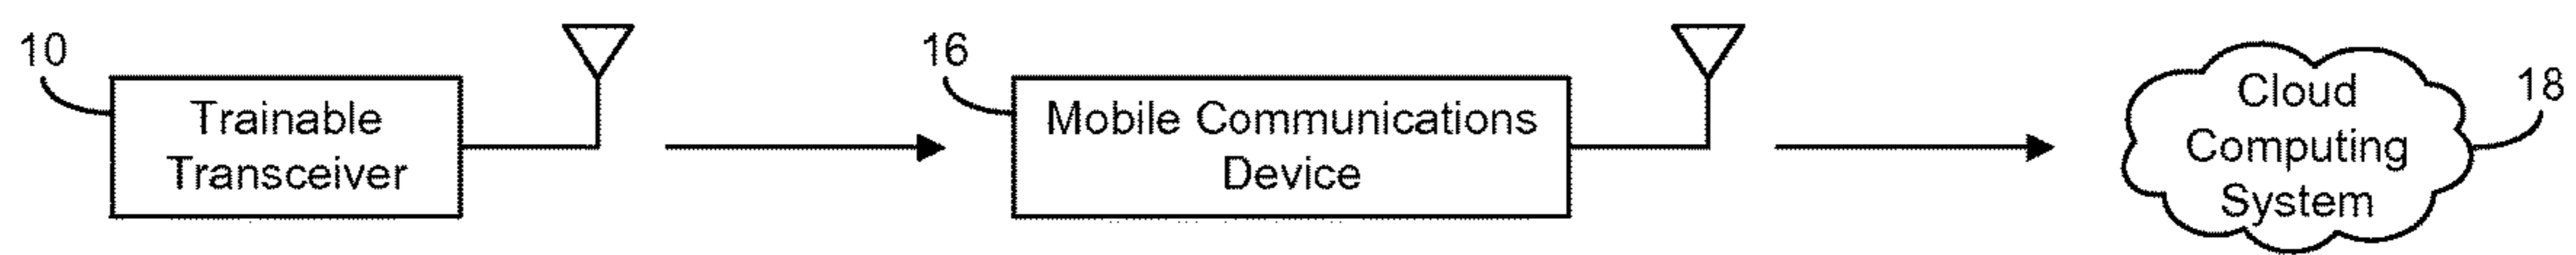 10
Trainable
Transceiver
16
Mobile Communications
Device
Cloud
Computing
System
18